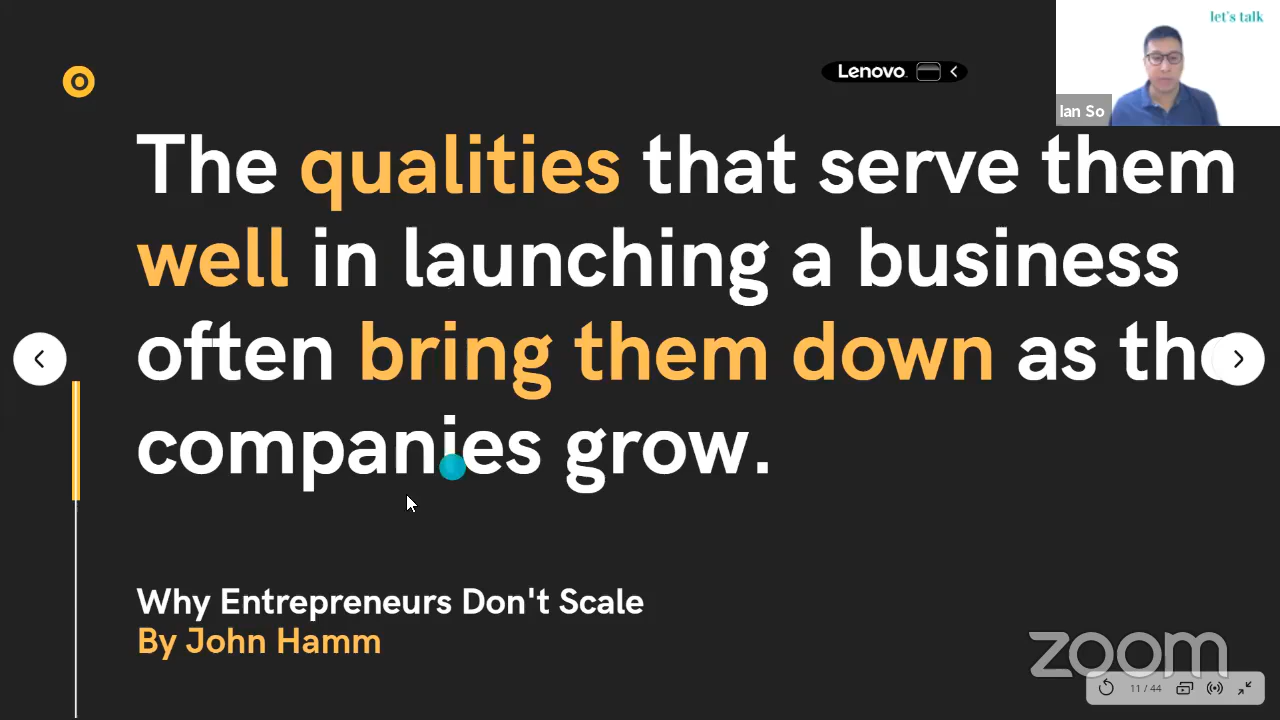 let's talk
Lenovo
Ian So
The qualities that serve them
well in launching a business
often bring them down as the
companies grow.
Why Entrepreneurs Don't Scale
By John Hamm
zoom
11 / 44